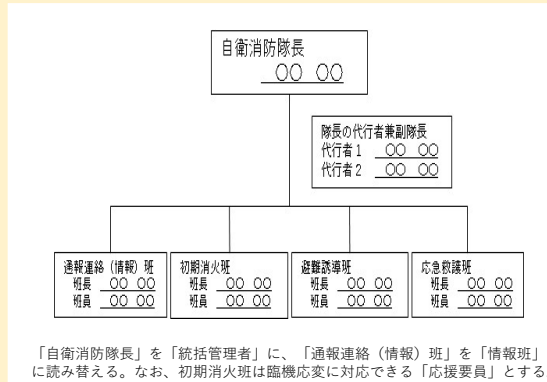 自衛消防隊長
〇〇 〇〇
隊長の代行者兼副隊長
代行者1 〇〇 〇〇
代行者2 〇〇 〇〇
通報連絡（情報）班
班長 〇〇 〇〇
班員 〇〇 〇〇
初期消火班
班長 〇〇 〇〇
班員 〇〇 〇〇
避難誘導班
班長 〇〇 〇〇
班員 〇〇 〇〇
応急救護班
班長 〇〇 〇〇
班員 〇〇 〇〇
「自衛消防隊長」を「統括管理者」に、「通報連絡（情報）班」を「情報班」
に読み替える。なお、初期消火班は臨機応変に対応できる「応援要員」とする